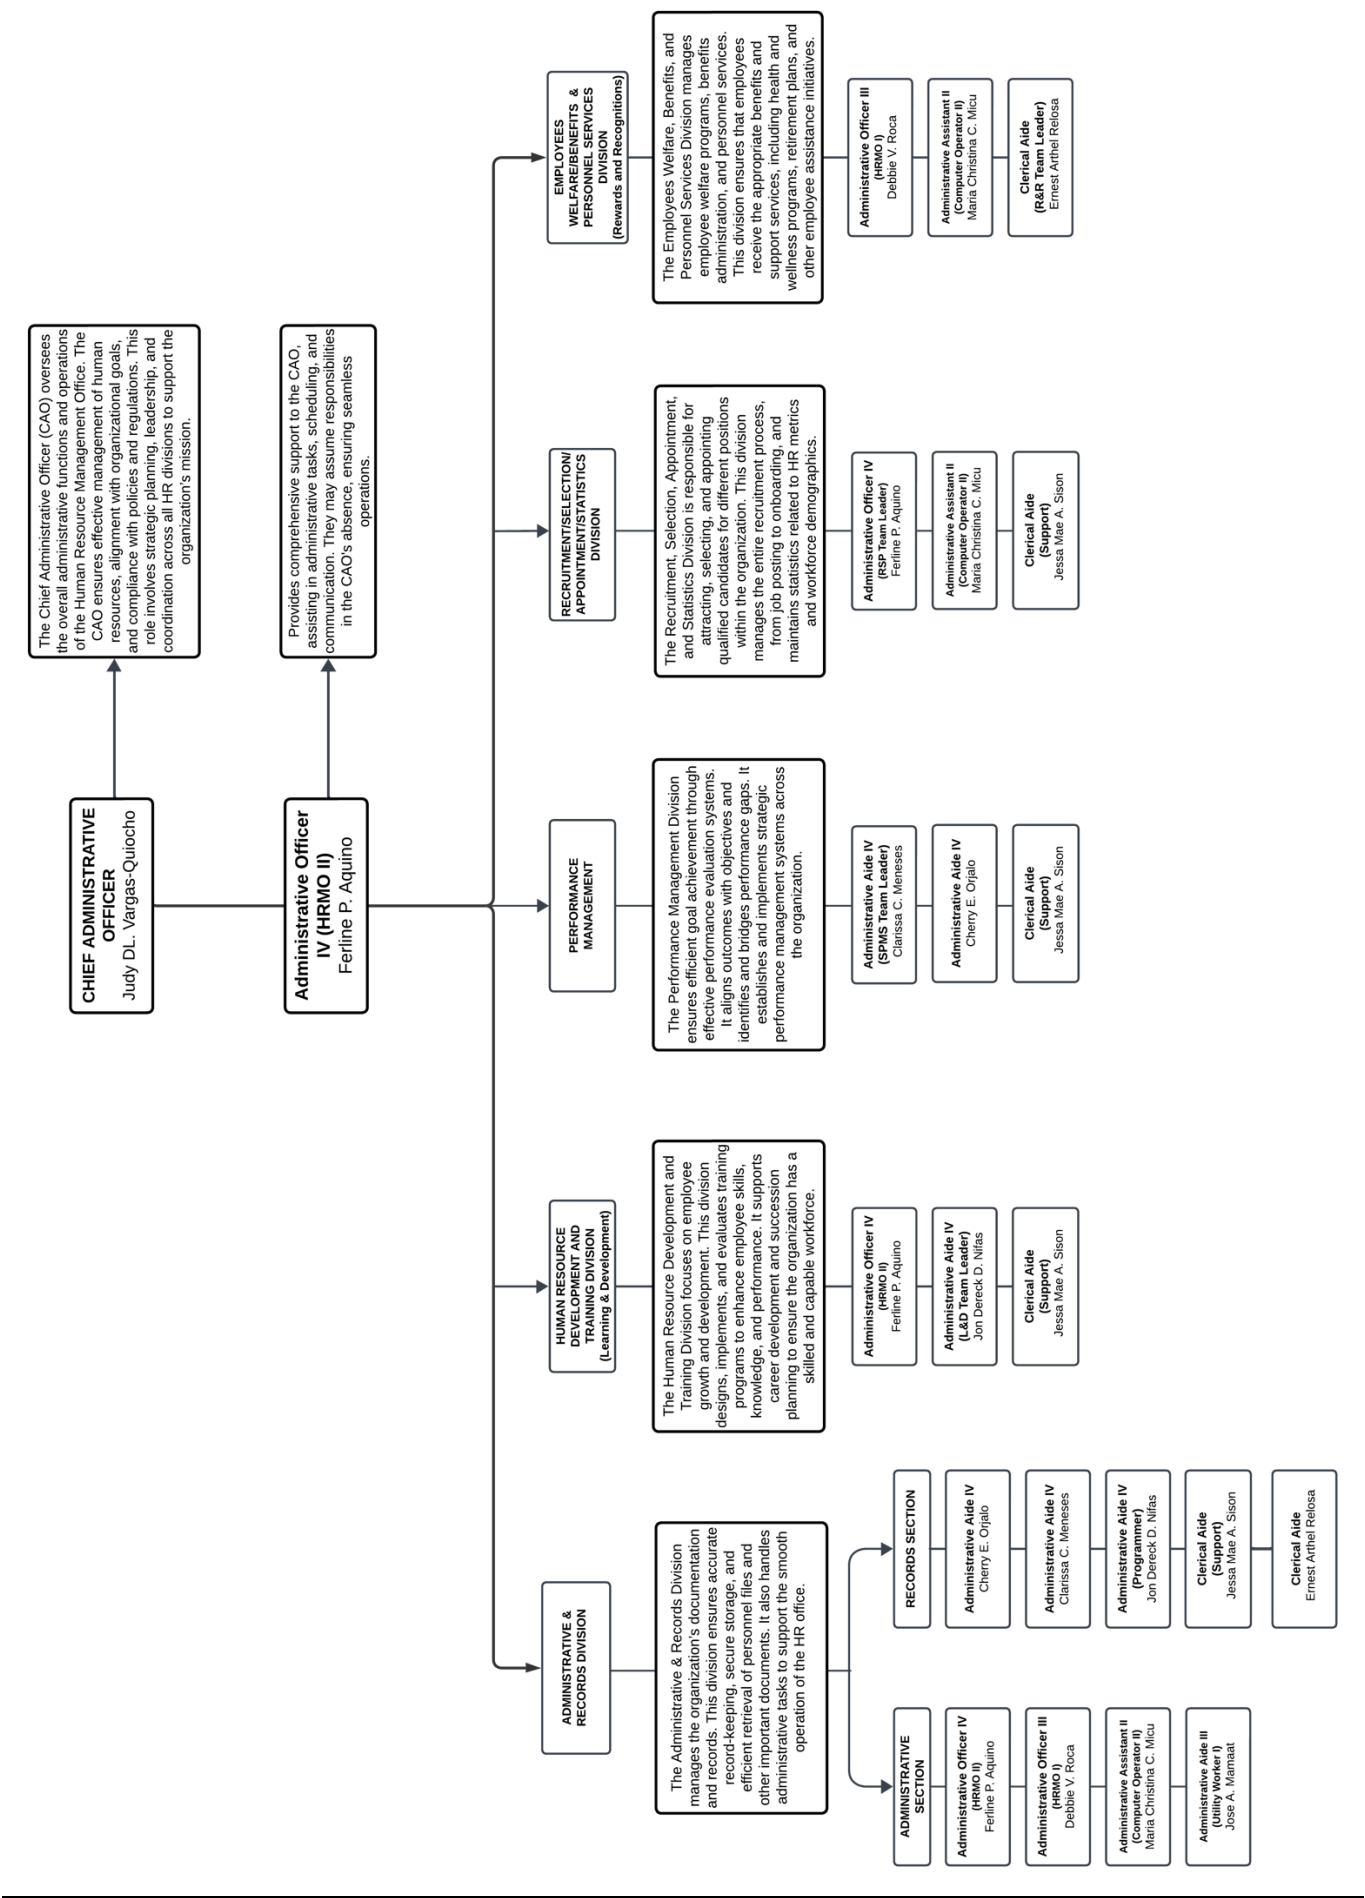 CHIEF ADMINISTRATIVE
OFFICER
Judy DL. Vargas-Quiocho
The Chief Administrative Officer (CAO) oversees
the overall administrative functions and operations
of the Human Resource Management Office. The
CAO ensures effective management of human
resources, alignment with organizational goals,
and compliance with policies and regulations. This
role involves strategic planning, leadership, and
coordination across all HR divisions to support the
organization's mission.
Administrative Officer
IV (HRMO II)
Ferline P. Aquino
Provides comprehensive support to the CAO,
assisting in administrative tasks, scheduling, and
communication. They may assume responsibilities
in the CAO's absence, ensuring seamless
operations.
ADMINISTRATIVE &
RECORDS DIVISION
The Administrative & Records Division
manages the organization's documentation
and records. This division ensures accurate
record-keeping, secure storage, and
efficient retrieval of personnel files and
other important documents. It also handles
administrative tasks to support the smooth
operation of the HR office.
ADMINISTRATIVE
SECTION
Administrative Officer IV
(HRMO II)
Ferline P. Aquino
Administrative Officer III
(HRMO I)
Debbie V. Roca
Administrative Assistant II
(Computer Operator II)
Maria Christina C. Micu
Administrative Aide III
(Utility Worker I)
Jose A. Mamaat
RECORDS SECTION
Administrative Aide IV
Cherry E. Orjalo
Administrative Aide IV
Clarissa C. Meneses
Administrative Aide IV
(Programmer)
Jon Dereck D. Nifas
Clerical Aide
(Support)
Jessa Mae A. Sison
Clerical Aide
Ernest Arthel Relosa
HUMAN RESOURCE
DEVELOPMENT AND
TRAINING DIVISION
(Learning & Development)
The Human Resource Development and
Training Division focuses on employee
growth and development. This division
designs, implements, and evaluates training
programs to enhance employee skills,
knowledge, and performance. It supports
career development and succession
planning to ensure the organization has a
skilled and capable workforce.
Administrative Officer IV
(HRMO II)
Ferline P. Aquino
Administrative Aide IV
(L&D Team Leader)
Jon Dereck D. Nifas
Clerical Aide
(Support)
Jessa Mae A. Sison
PERFORMANCE
MANAGEMENT
The Performance Management Division
ensures efficient goal achievement through
effective performance evaluation systems.
It aligns outcomes with objectives and
identifies and bridges performance gaps. It
establishes and implements strategic
performance management systems across
the organization.
Administrative Aide IV
(SPMS Team Leader)
Clarissa C. Meneses
Administrative Aide IV
Cherry E. Orjalo
Clerical Aide
(Support)
Jessa Mae A. Sison
RECRUITMENT/SELECTION/
APPOINTMENT/STATISTICS
DIVISION
The Recruitment, Selection, Appointment,
and Statistics Division is responsible for
attracting, selecting, and appointing
qualified candidates for different positions
within the organization. This division
manages the entire recruitment process,
from job posting to onboarding, and
maintains statistics related to HR metrics
and workforce demographics.
Administrative Officer IV
(RSP Team Leader)
Ferline P. Aquino
Administrative Assistant II
(Computer Operator II)
Maria Christina C. Micu
Clerical Aide
(Support)
Jessa Mae A. Sison
EMPLOYEES
WELFARE/BENEFITS &
PERSONNEL SERVICES
DIVISION
(Rewards and Recognitions)
The Employees Welfare, Benefits, and
Personnel Services Division manages
employee welfare programs, benefits
administration, and personnel services.
This division ensures that employees
receive the appropriate benefits and
support services, including health and
wellness programs, retirement plans, and
other employee assistance initiatives.
Administrative Officer III
(HRMO I)
Debbie V. Roca
Administrative Assistant II
(Computer Operator II)
Maria Christina C. Micu
Clerical Aide
(R&R Team Leader)
Ernest Arthel Relosa